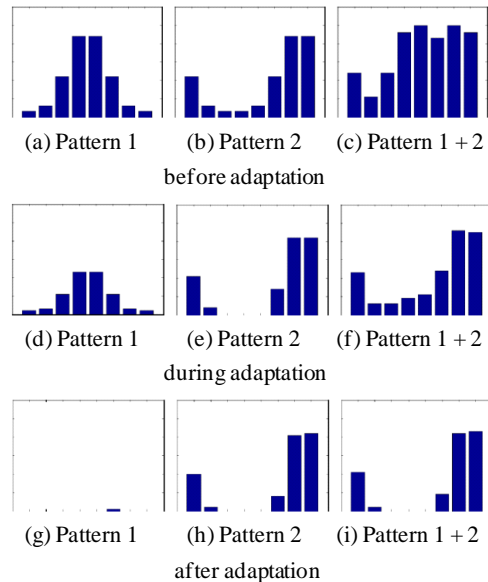 (a) Pattern 1 (b) Pattern 2 (c) Pattern 1 + 2
before adaptation
(d) Pattern 1 (e) Pattern 2 (f) Pattern 1 + 2
during adaptation
(g) Pattern 1 (h) Pattern 2 (i) Pattern 1 + 2
after adaptation